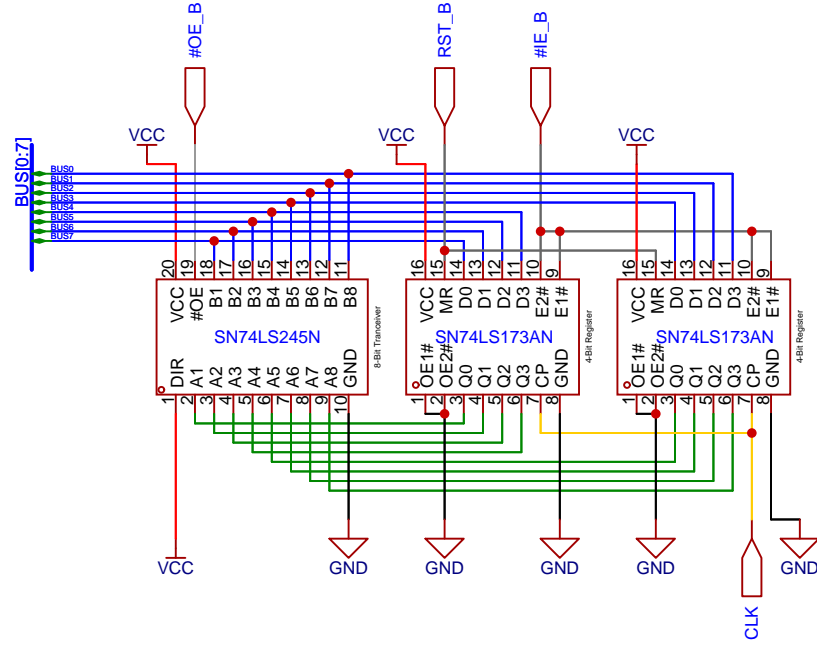 #OE_B
RST_B
#IE_B
VCC
VCC
VCC
BUS[0:7]
BUS0
BUS1
BUS2
BUS3
BUS4
BUS5
BUS6
BUS7
20 19 18 17 16 15 14 13 12 11
VCC #OE B1 B2 B3 B4 B5 B6 B7 B8
SN74LS245N
8-Bit Tranceiver
DIR A1 A2 A3 A4 A5 A6 A7 A8 GND
1 2 3 4 5 6 7 8 9 10
16 15 14 13 12 11 10 9
VCC MR D0 D1 D2 D3 E2# E1#
SN74LS173AN
4-Bit Register
OE1# OE2# Q0 Q1 Q2 Q3 CP GND
1 2 3 4 5 6 7 8
16 15 14 13 12 11 10 9
VCC MR D0 D1 D2 D3 E2# E1#
SN74LS173AN
4-Bit Register
OE1# OE2# Q0 Q1 Q2 Q3 CP GND
1 2 3 4 5 6 7 8
VCC
GND
GND
GND
GND
GND
CLK